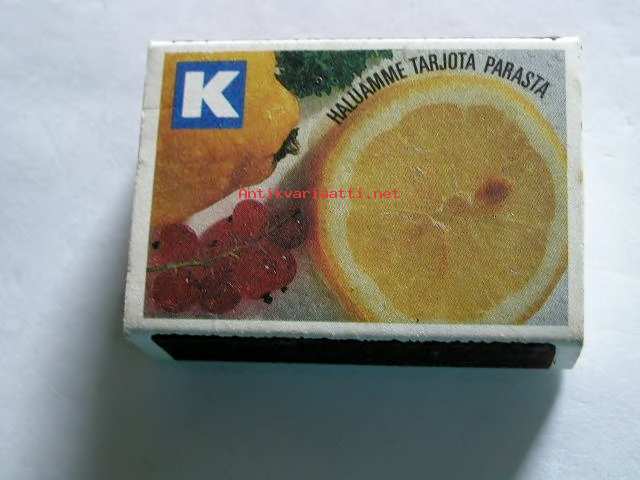 K
HALUAMME TARJOTA PARASTA
Antikvariaatti.net